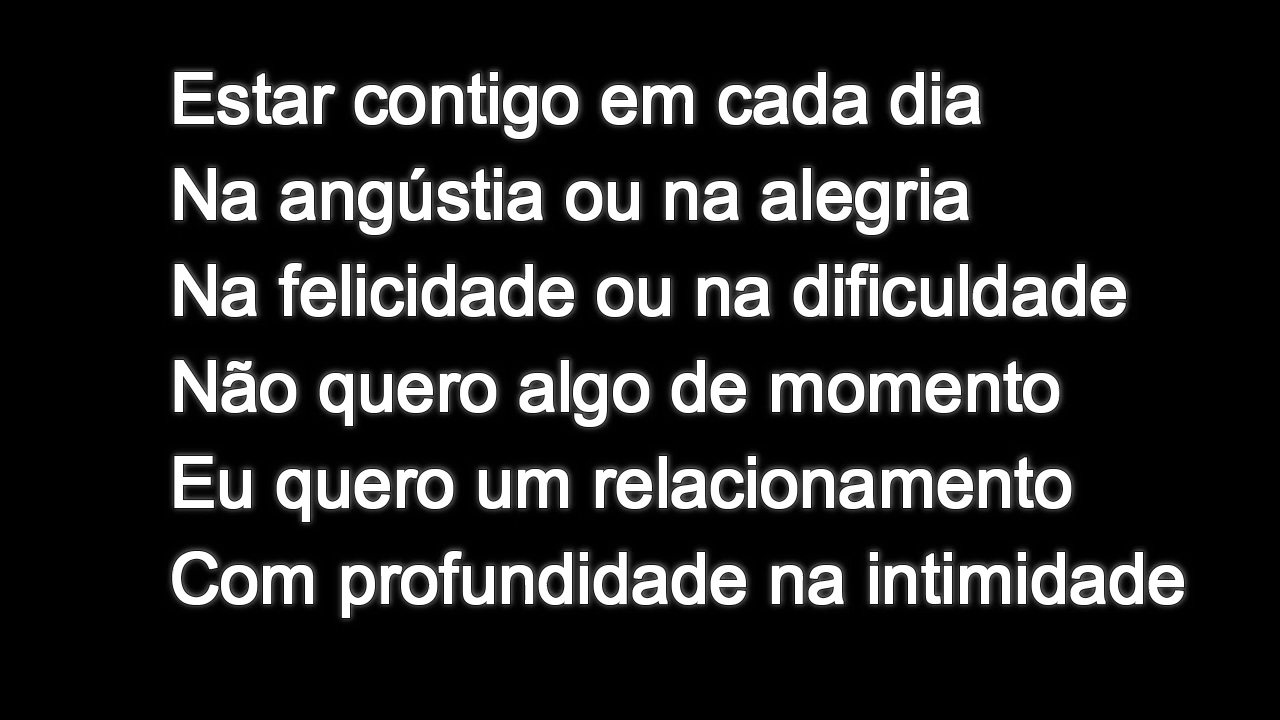 Estar contigo em cada dia
Na angústia ou na alegria
Na felicidade ou na dificuldade
Não quero algo de momento
Eu quero um relacionamento
Com profundidade na intimidade